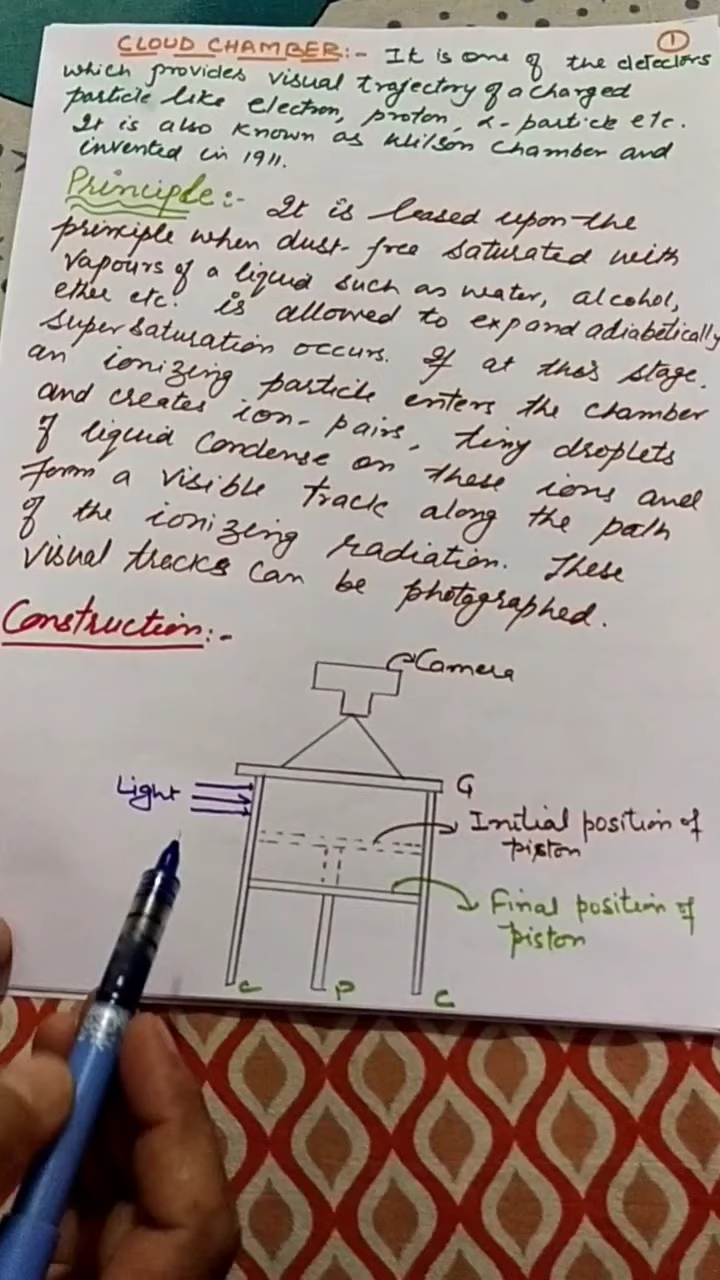 ①
CLOUD CHAMBER:- It is one of the detectors
which provides visual trajectory of a charged
particle like electron, proton, α-particle etc.
It is also known as Wilson Chamber and
invented in 1911.
Principle:- It is based upon the
principle when dust-free saturated with
vapours of a liquid such as water, alcohol,
ether etc. is allowed to expand adiabetically
super saturation occurs. If at this stage.
an ionizing particle enters the chamber
and creates ion-pairs, tiny droplets
of liquid condense on these ions and
form a visible track along the path
of the ionizing radiation. These
visual tracks can be photographed.
Construction:-
Camera
Light
G
Initial position of
piston
Final position of
piston
C P C